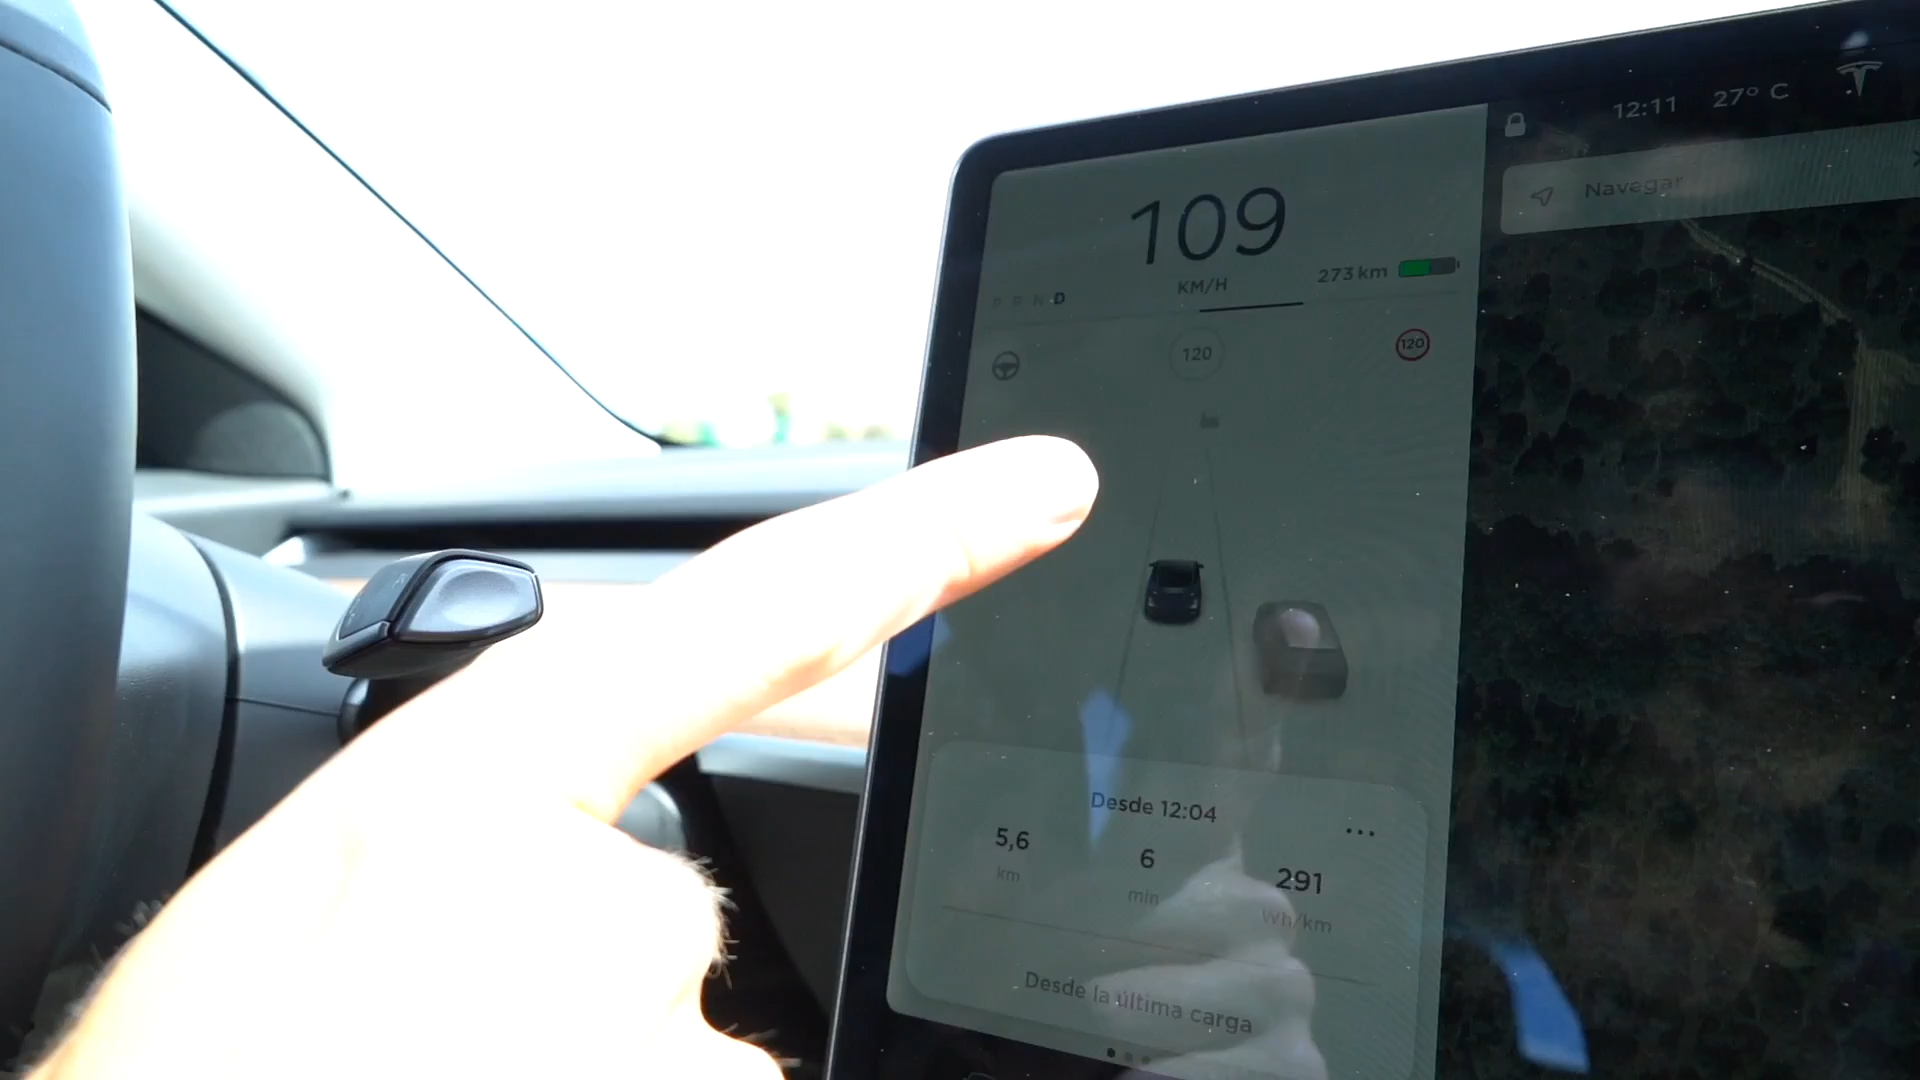 12:11 27° C
Navegar
109
KM/H
273 km
P R N D
120
120
Desde 12:04
5,6
km
6
min
291
Wh/km
Desde la última carga